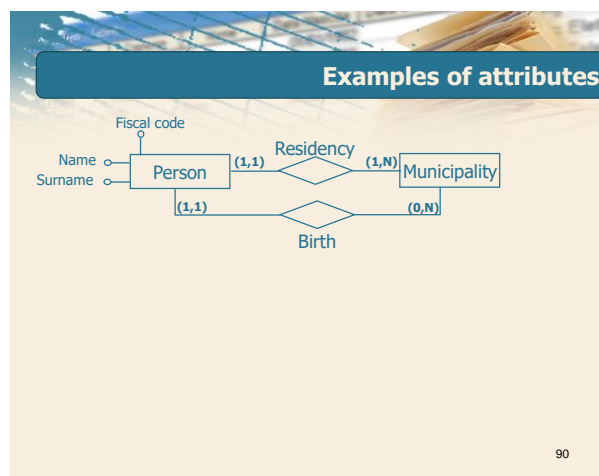 Examples of attributes
Fiscal code
Name
Surname
Person
(1,1)
Residency
(1,N)
Municipality
(1,1)
(0,N)
Birth
90